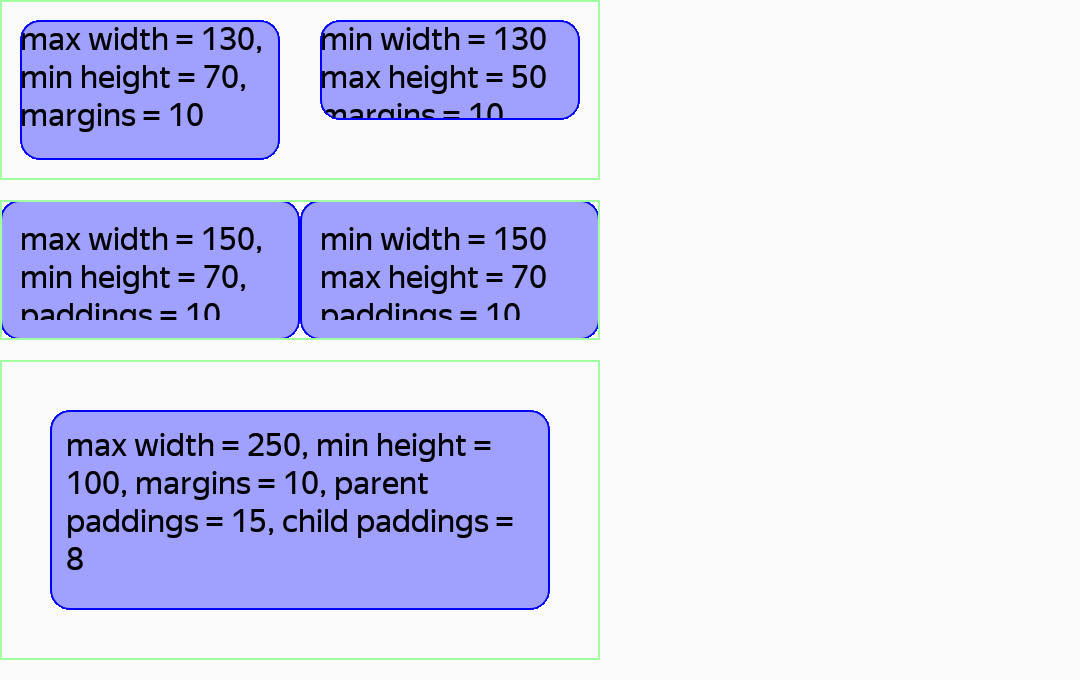 max width = 130,
min height = 70,
margins = 10
min width = 130
max height = 50
margins = 10
max width = 150,
min height = 70,
paddings = 10
min width = 150
max height = 70
paddings = 10
max width = 250, min height =
100, margins = 10, parent
paddings = 15, child paddings =
8